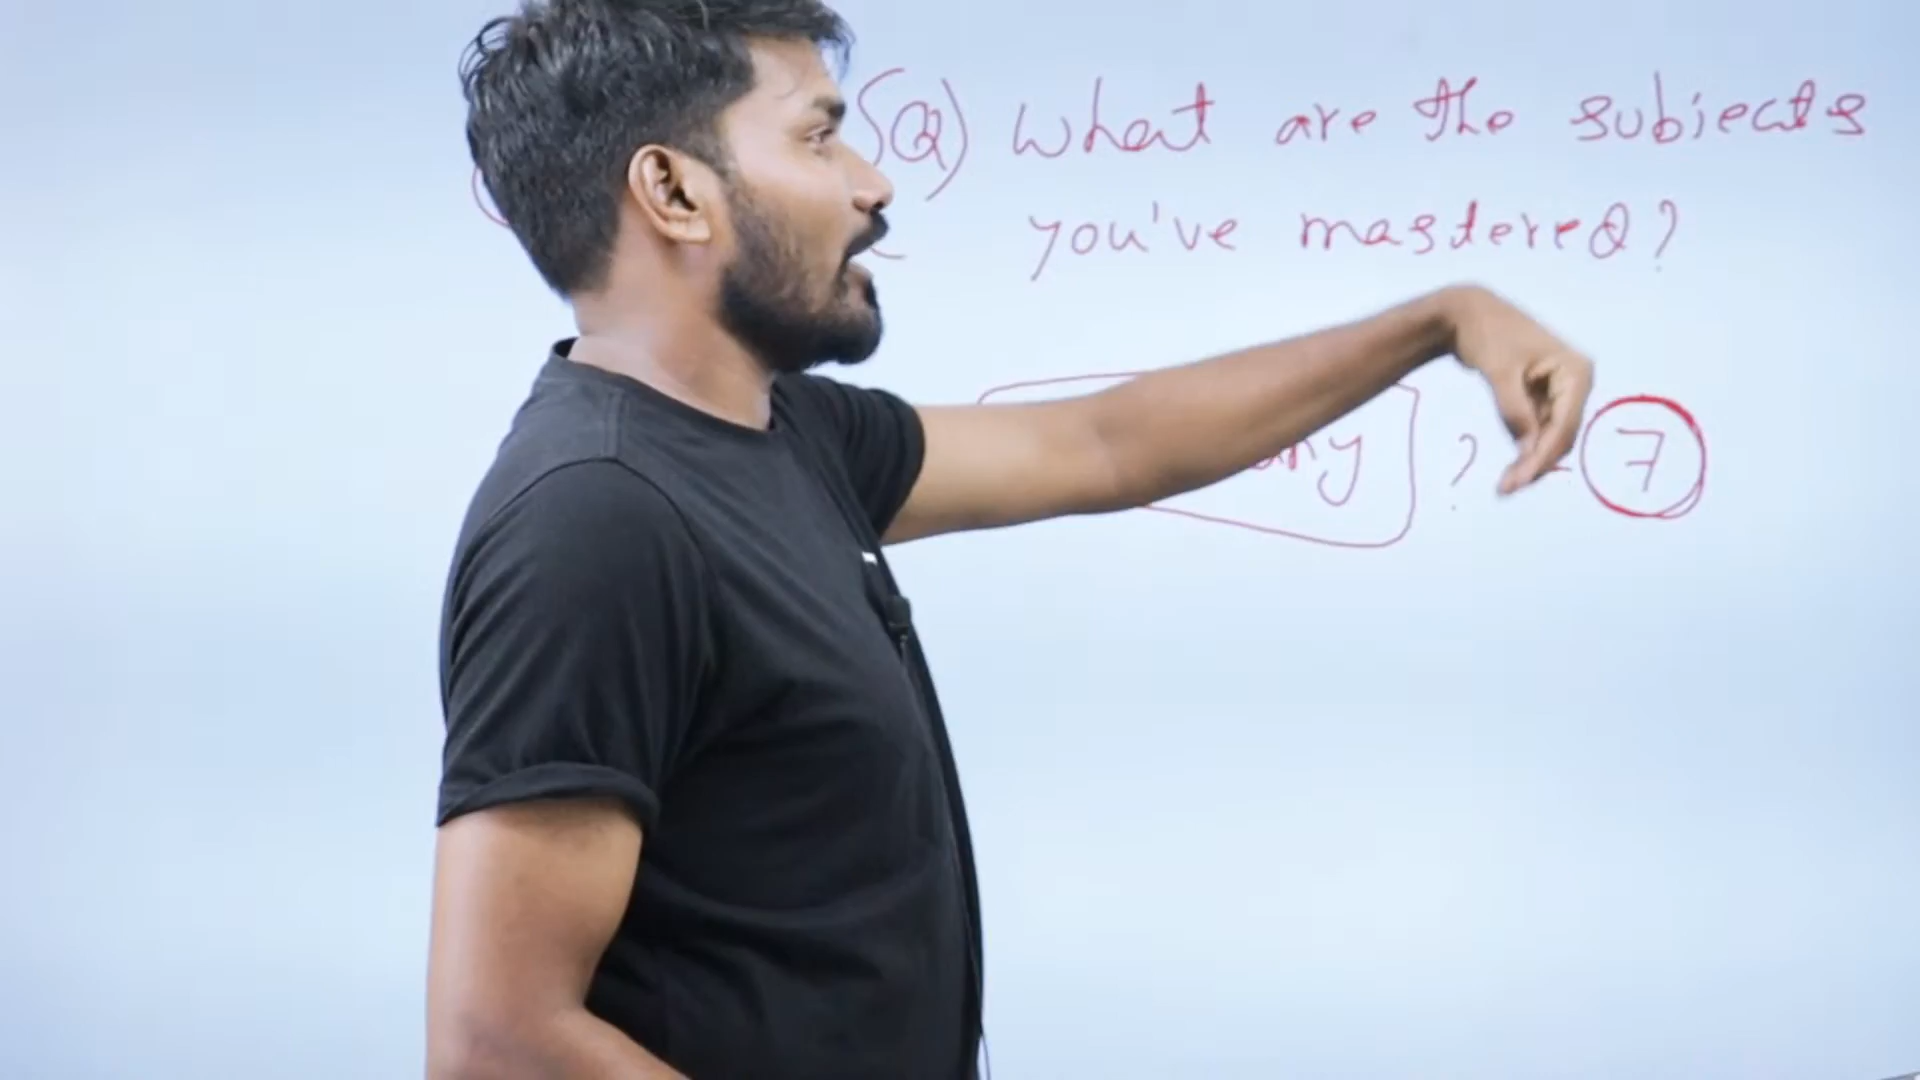 (Q) What are the subjects
you've mastered?
? = 7